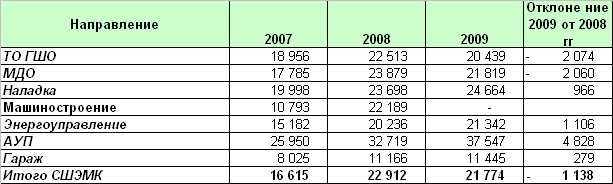 Направление 2007 2008 2009 Отклоне ние 2009 от 2008 гг
ТО ГШО 18 956 22 513 20 439 - 2 074
МДО 17 785 23 879 21 819 - 2 060
Наладка 19 998 23 698 24 664 966
Машиностроение 10 793 22 189 -
Энергоуправление 15 182 20 236 21 342 1 106
АУП 25 950 32 719 37 547 4 828
Гараж 8 025 11 166 11 445 279
Итого СШЭМК 16 615 22 912 21 774 - 1 138